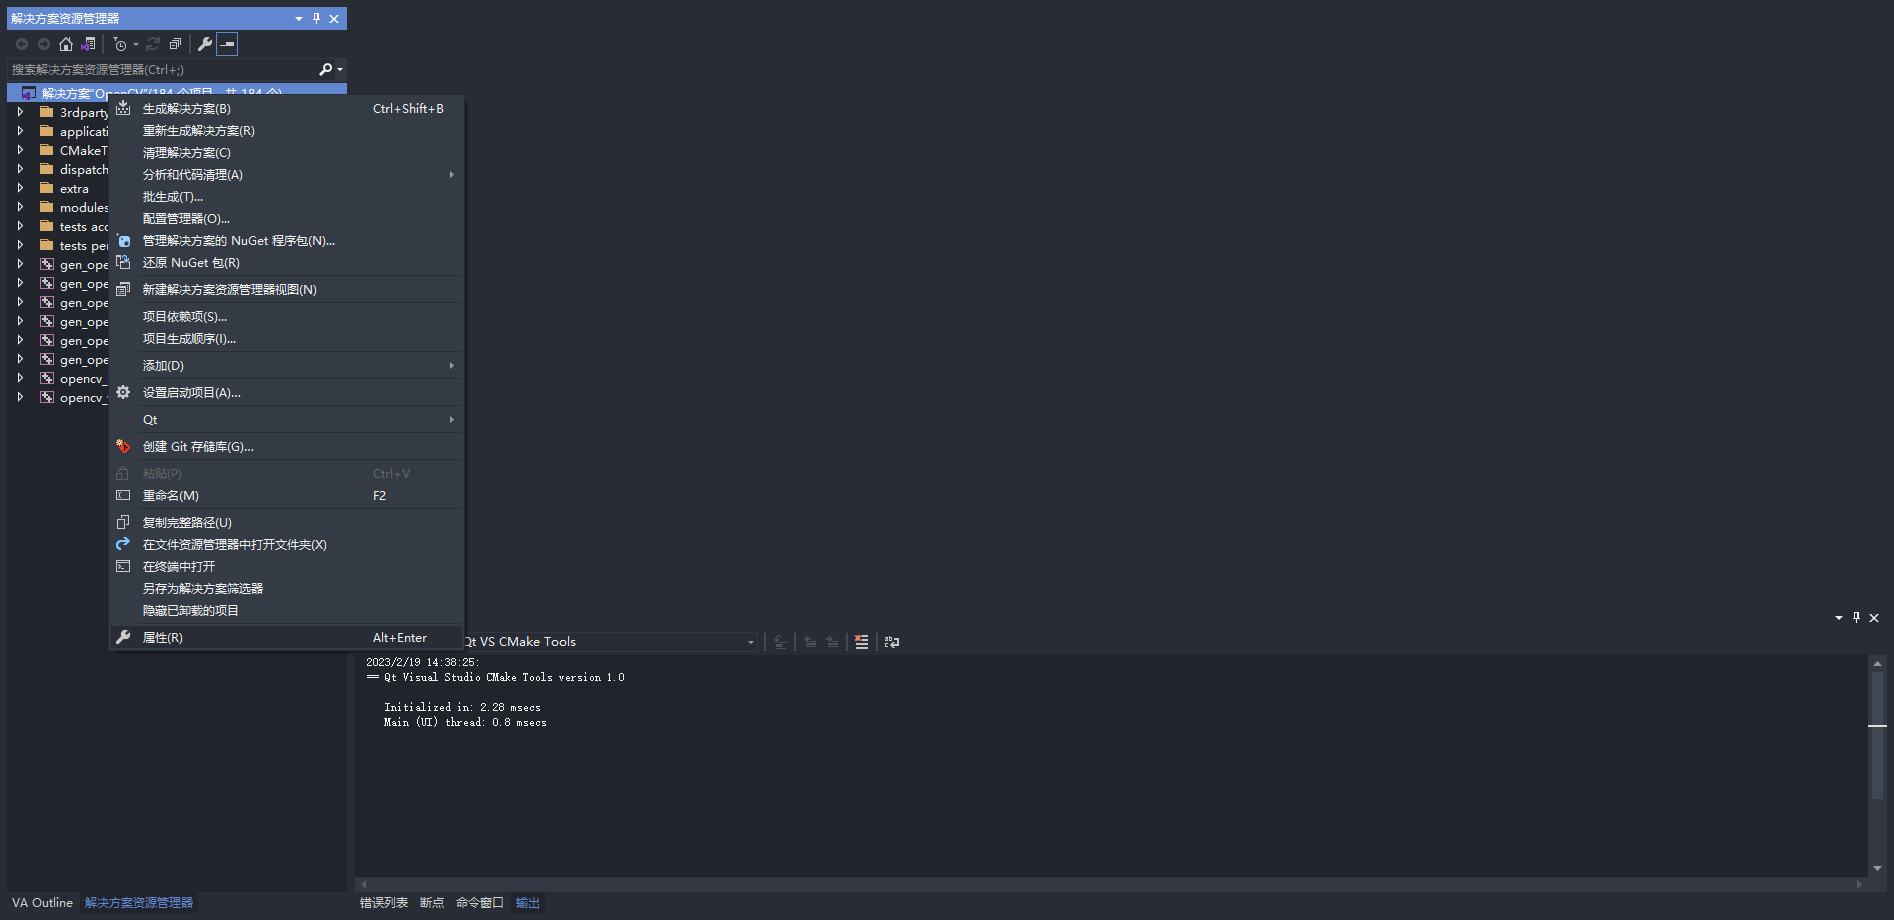 解决方案资源管理器
搜索解决方案资源管理器(Ctrl+;)
解决方案"OpenCV"(184 个项目，共 184 个)
3rdparty
applicati
CMakeT
dispatch
extra
modules
tests acc
tests per
gen_ope
gen_ope
gen_ope
gen_ope
gen_ope
gen_ope
opencv_
opencv_
生成解决方案(B) Ctrl+Shift+B
重新生成解决方案(R)
清理解决方案(C)
分析和代码清理(A)
批生成(T)...
配置管理器(O)...
管理解决方案的 NuGet 程序包(N)...
还原 NuGet 包(R)
新建解决方案资源管理器视图(N)
项目依赖项(S)...
项目生成顺序(I)...
添加(D)
设置启动项目(A)...
Qt
创建 Git 存储库(G)...
粘贴(P) Ctrl+V
重命名(M) F2
复制完整路径(U)
在文件资源管理器中打开文件夹(X)
在终端中打开
另存为解决方案筛选器
隐藏已卸载的项目
属性(R) Alt+Enter
Qt VS CMake Tools
2023/2/19 14:38:25:
== Qt Visual Studio CMake Tools version 1.0
Initialized in: 2.28 msecs
Main (UI) thread: 0.8 msecs
VA Outline 解决方案资源管理器
错误列表 断点 命令窗口 输出